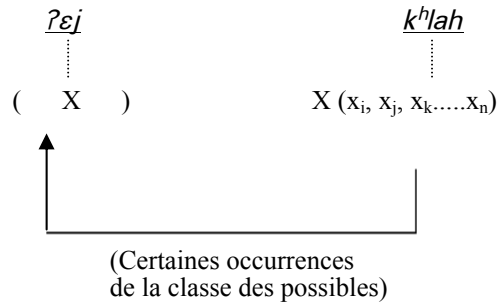 ʔɛj kʰlah
( X ) X (xᵢ, xⱼ, xₖ.....xₙ)
(Certaines occurrences
de la classe des possibles)